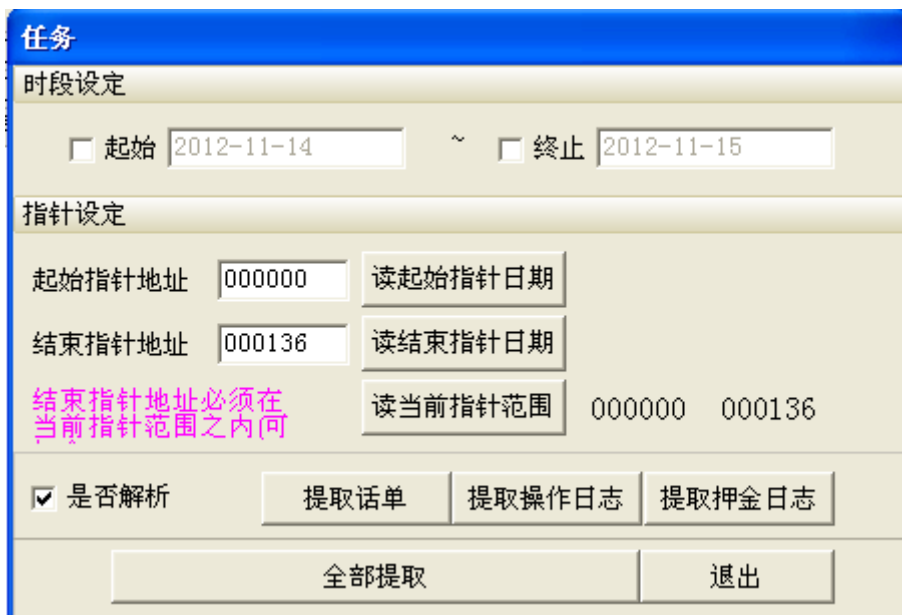 任务
时段设定
起始 2012-11-14 ~ 终止 2012-11-15
指针设定
起始指针地址 000000 读起始指针日期
结束指针地址 000136 读结束指针日期
结束指针地址必须在
当前指针范围之内(可
读当前指针范围 000000 000136
是否解析 提取话单 提取操作日志 提取押金日志
全部提取 退出